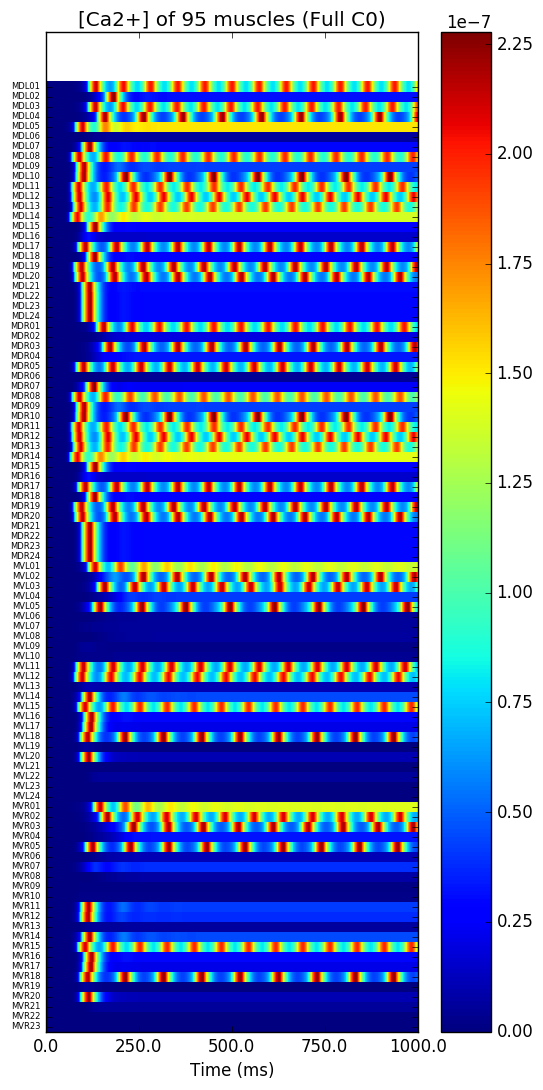 [Ca2+] of 95 muscles (Full C0)
1e−7
MDL01
MDL02
MDL03
MDL04
MDL05
MDL06
MDL07
MDL08
MDL09
MDL10
MDL11
MDL12
MDL13
MDL14
MDL15
MDL16
MDL17
MDL18
MDL19
MDL20
MDL21
MDL22
MDL23
MDL24
MDR01
MDR02
MDR03
MDR04
MDR05
MDR06
MDR07
MDR08
MDR09
MDR10
MDR11
MDR12
MDR13
MDR14
MDR15
MDR16
MDR17
MDR18
MDR19
MDR20
MDR21
MDR22
MDR23
MDR24
MVL01
MVL02
MVL03
MVL04
MVL05
MVL06
MVL07
MVL08
MVL09
MVL10
MVL11
MVL12
MVL13
MVL14
MVL15
MVL16
MVL17
MVL18
MVL19
MVL20
MVL21
MVL22
MVL23
MVL24
MVR01
MVR02
MVR03
MVR04
MVR05
MVR06
MVR07
MVR08
MVR09
MVR10
MVR11
MVR12
MVR13
MVR14
MVR15
MVR16
MVR17
MVR18
MVR19
MVR20
MVR21
MVR22
MVR23
0.0 250.0 500.0 750.0 1000.0
Time (ms)
2.25
2.00
1.75
1.50
1.25
1.00
0.75
0.50
0.25
0.00